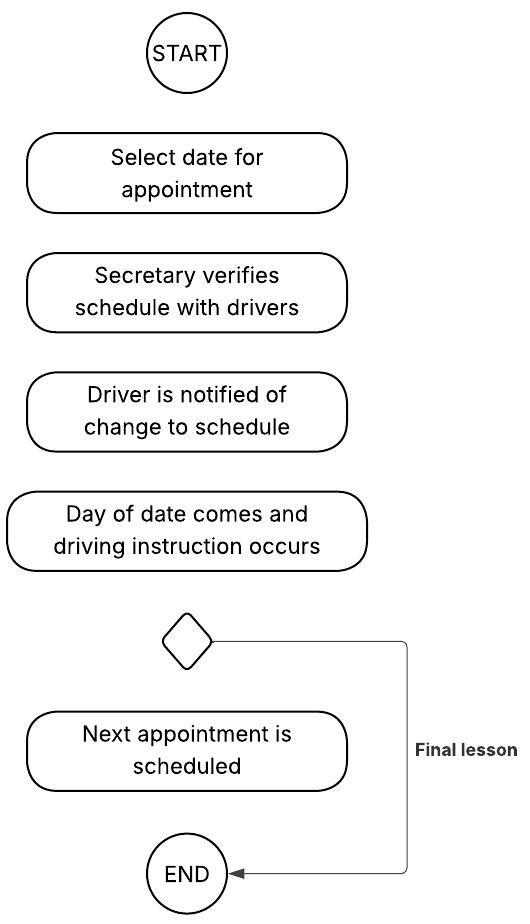 START
Select date for
appointment
Secretary verifies
schedule with drivers
Driver is notified of
change to schedule
Day of date comes and
driving instruction occurs
Next appointment is
scheduled
Final lesson
END